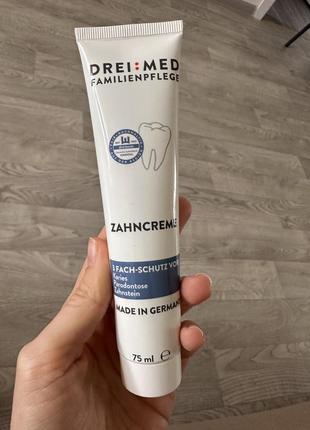 DREI:MED
FAMILIENPFLEGE
ZAHNCREME
3 FACH-SCHUTZ VOR
Karies
Parodontose
Zahnstein
MADE IN GERMANY
75 ml ℮